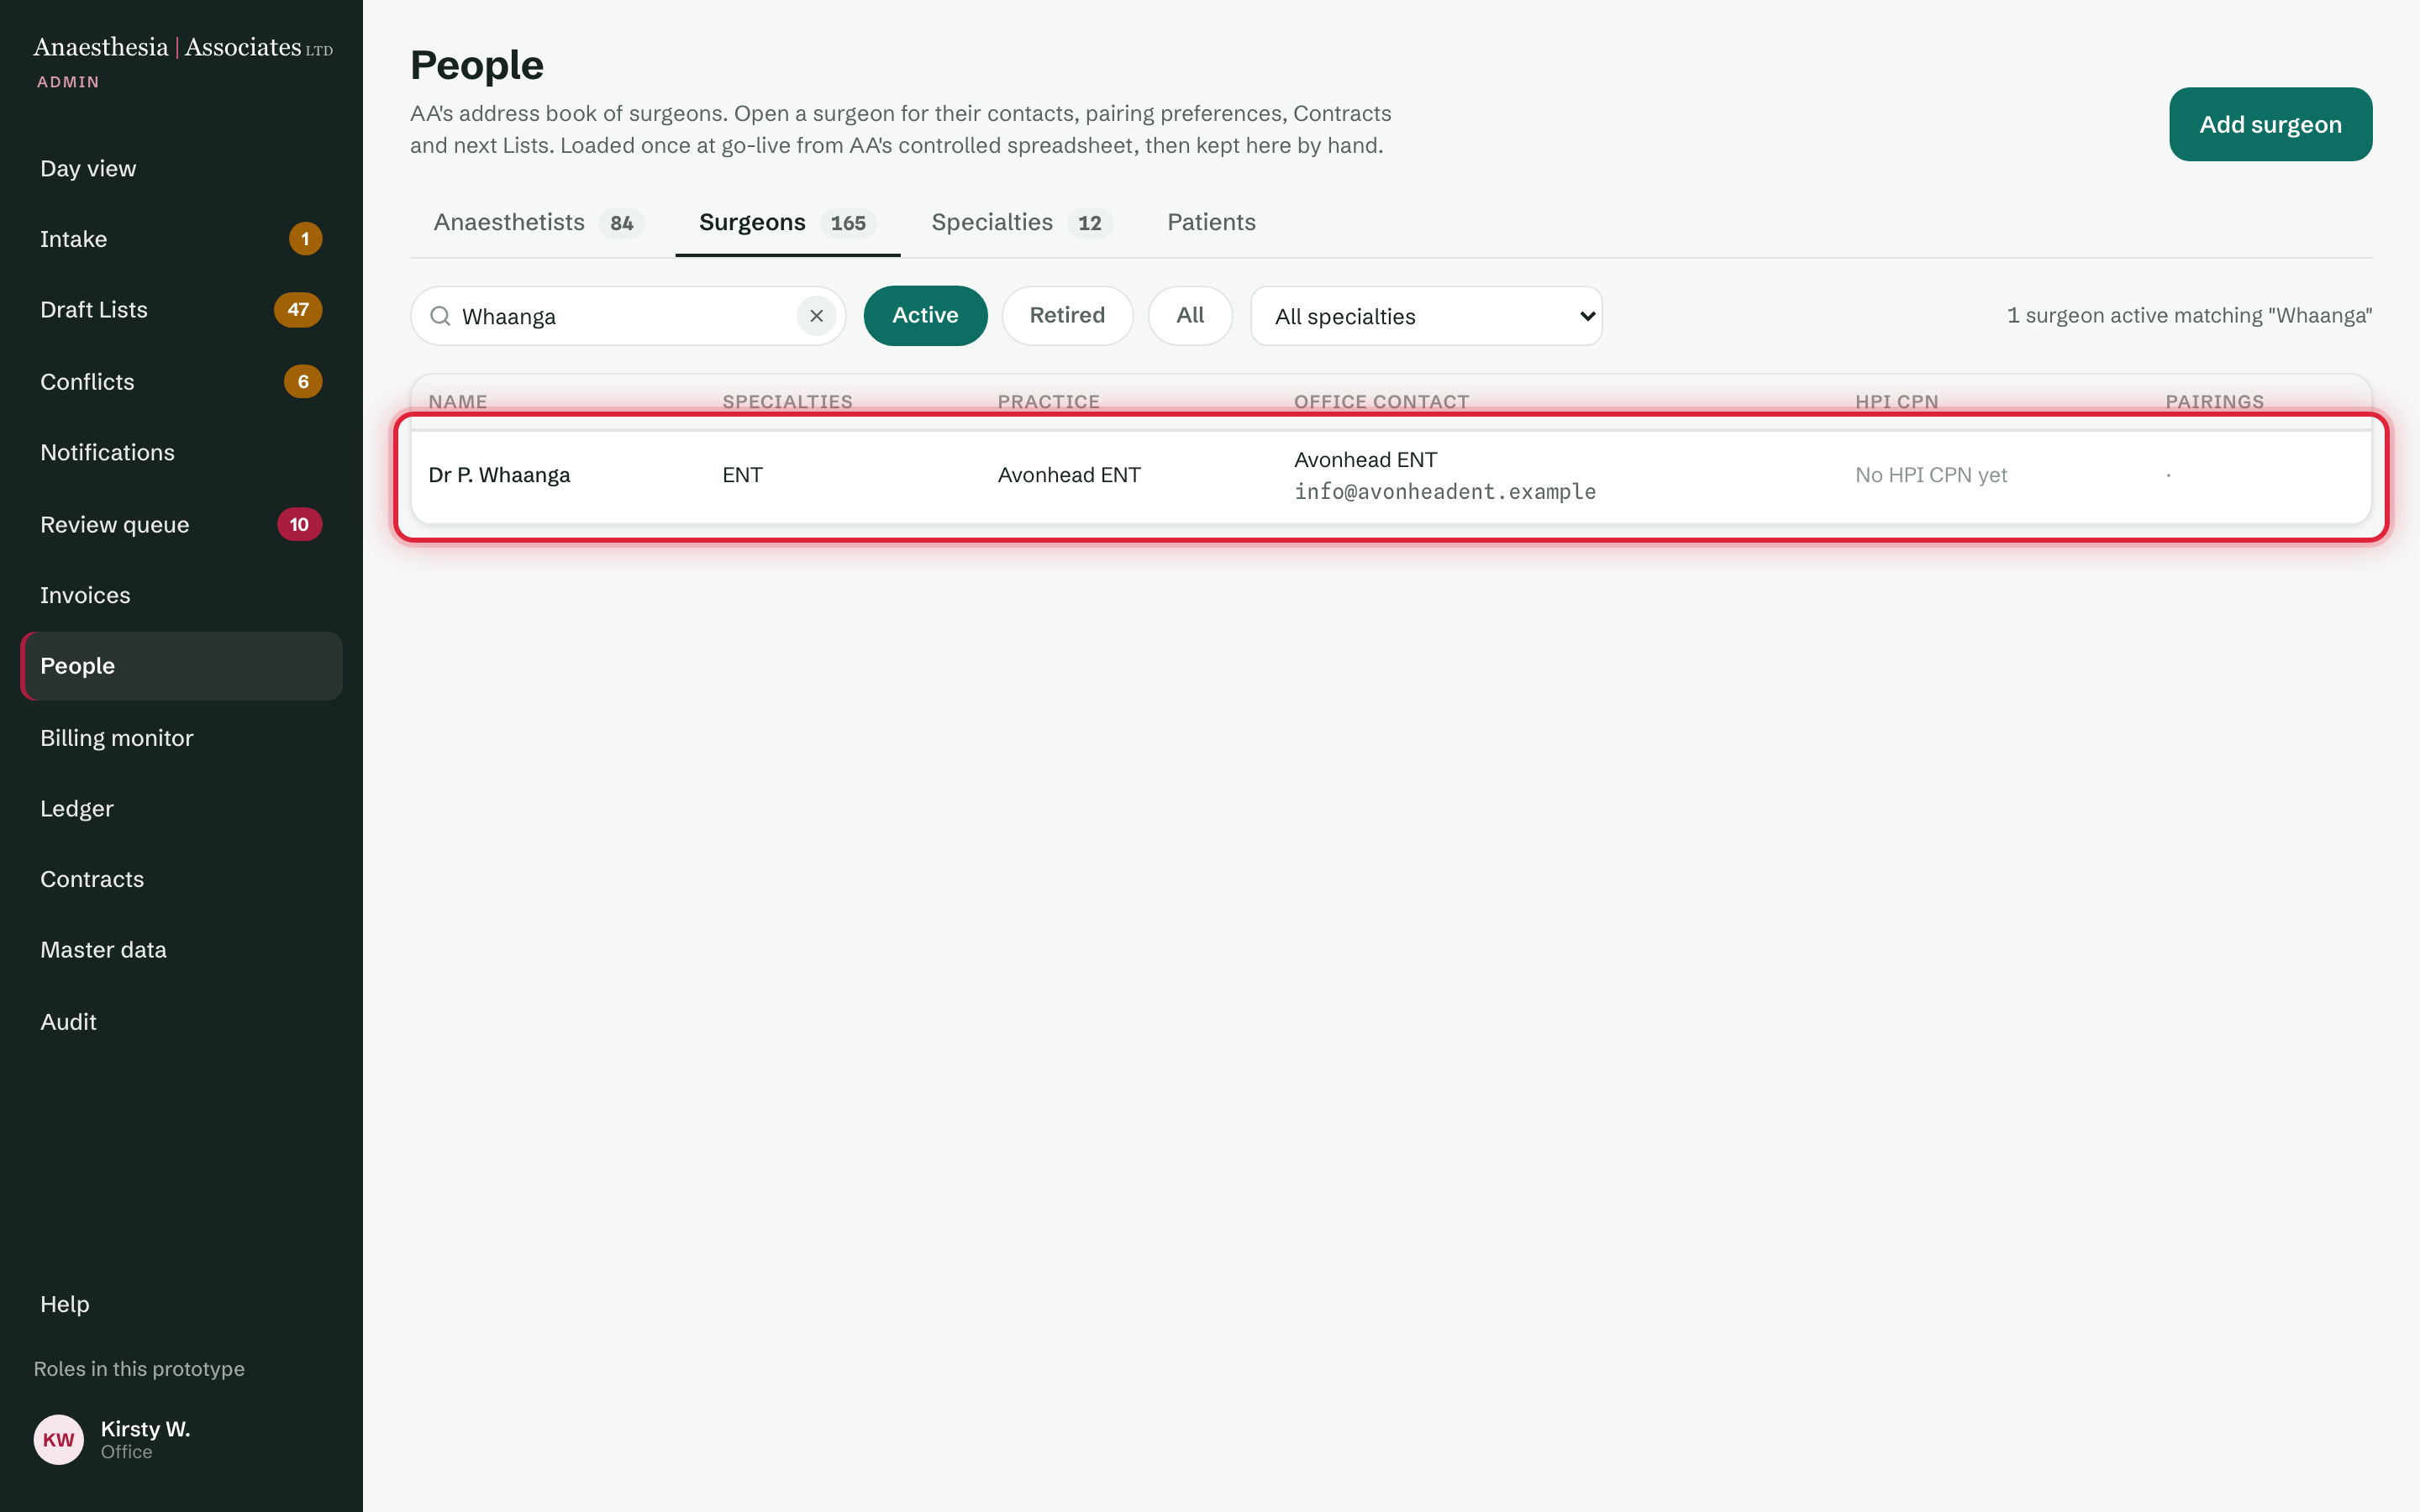 Anaesthesia | Associates LTD
ADMIN
Day view
Intake 1
Draft Lists 47
Conflicts 6
Notifications
Review queue 10
Invoices
People
Billing monitor
Ledger
Contracts
Master data
Audit
Help
Roles in this prototype
KW
Kirsty W.
Office
People
AA's address book of surgeons. Open a surgeon for their contacts, pairing preferences, Contracts
and next Lists. Loaded once at go-live from AA's controlled spreadsheet, then kept here by hand.
Add surgeon
Anaesthetists 84 Surgeons 165 Specialties 12 Patients
Whaanga Active Retired All All specialties 1 surgeon active matching "Whaanga"
NAME SPECIALTIES PRACTICE OFFICE CONTACT HPI CPN PAIRINGS
Dr P. Whaanga ENT Avonhead ENT Avonhead ENT No HPI CPN yet ·
info@avonheadent.example